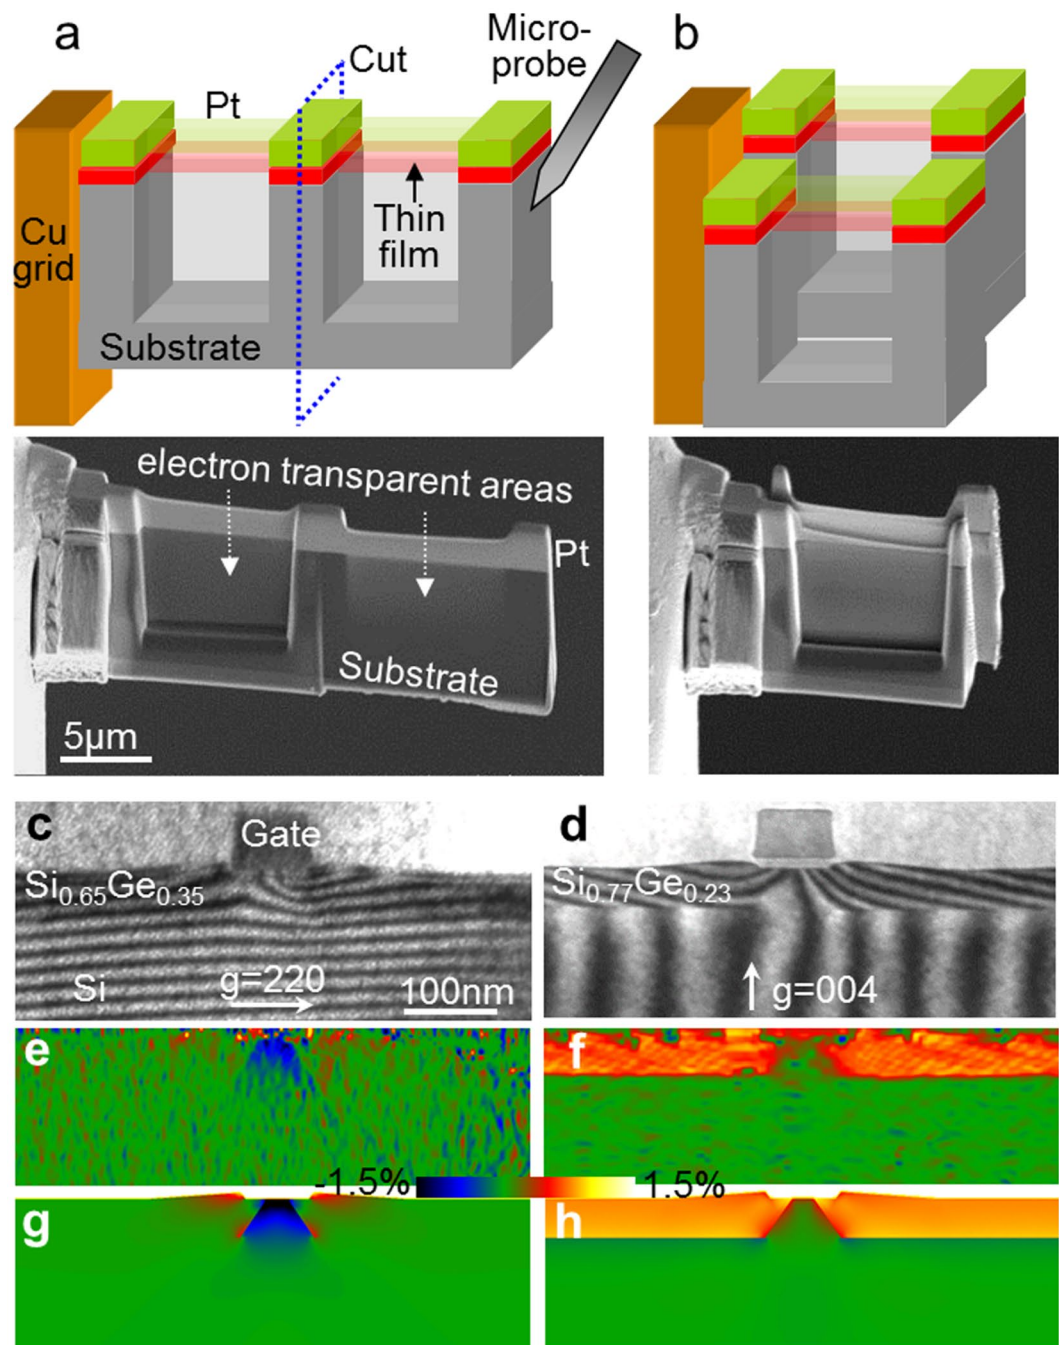 a
Cut
Micro-
probe
b
Pt
Cu
grid
Thin
film
Substrate
electron transparent areas
Pt
Substrate
5μm
c
Gate
d
Si0.65Ge0.35
Si0.77Ge0.23
Si
g=220
100nm
g=004
e
f
-1.5%
1.5%
g
h